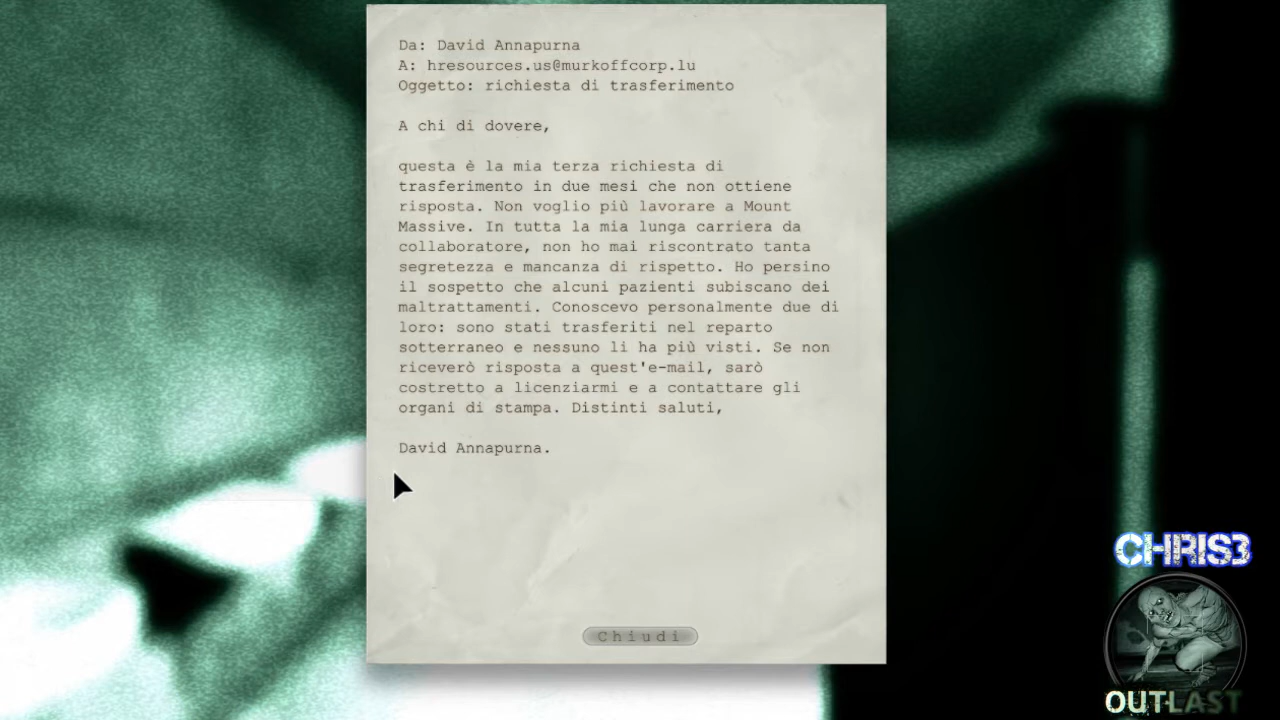 Da: David Annapurna
A: hresources.us@murkoffcorp.lu
Oggetto: richiesta di trasferimento
A chi di dovere,
questa è la mia terza richiesta di
trasferimento in due mesi che non ottiene
risposta. Non voglio più lavorare a Mount
Massive. In tutta la mia lunga carriera da
collaboratore, non ho mai riscontrato tanta
segretezza e mancanza di rispetto. Ho persino
il sospetto che alcuni pazienti subiscano dei
maltrattamenti. Conoscevo personalmente due di
loro: sono stati trasferiti nel reparto
sotterraneo e nessuno li ha più visti. Se non
riceverò risposta a quest'e-mail, sarò
costretto a licenziarmi e a contattare gli
organi di stampa. Distinti saluti,
David Annapurna.
Chiudi
CHRIS3
OUTLAST